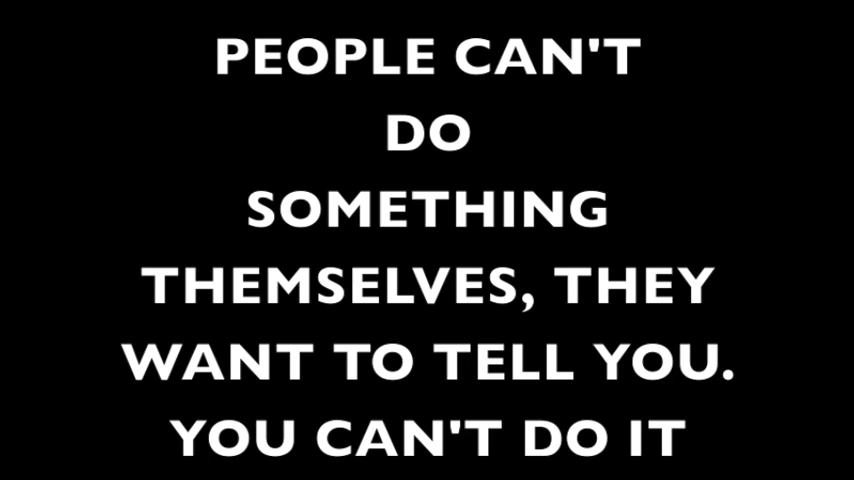 PEOPLE CAN'T
DO
SOMETHING
THEMSELVES, THEY
WANT TO TELL YOU.
YOU CAN'T DO IT